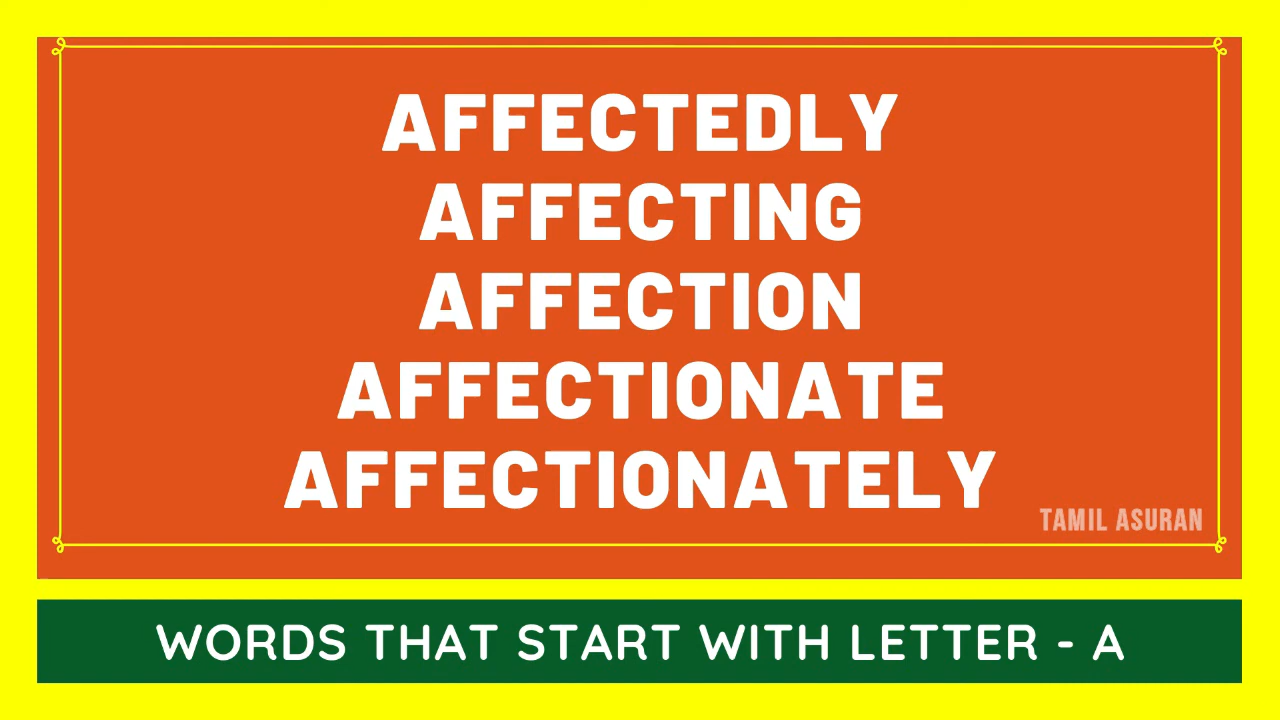 AFFECTEDLY
AFFECTING
AFFECTION
AFFECTIONATE
AFFECTIONATELY
TAMIL ASURAN
WORDS THAT START WITH LETTER - A